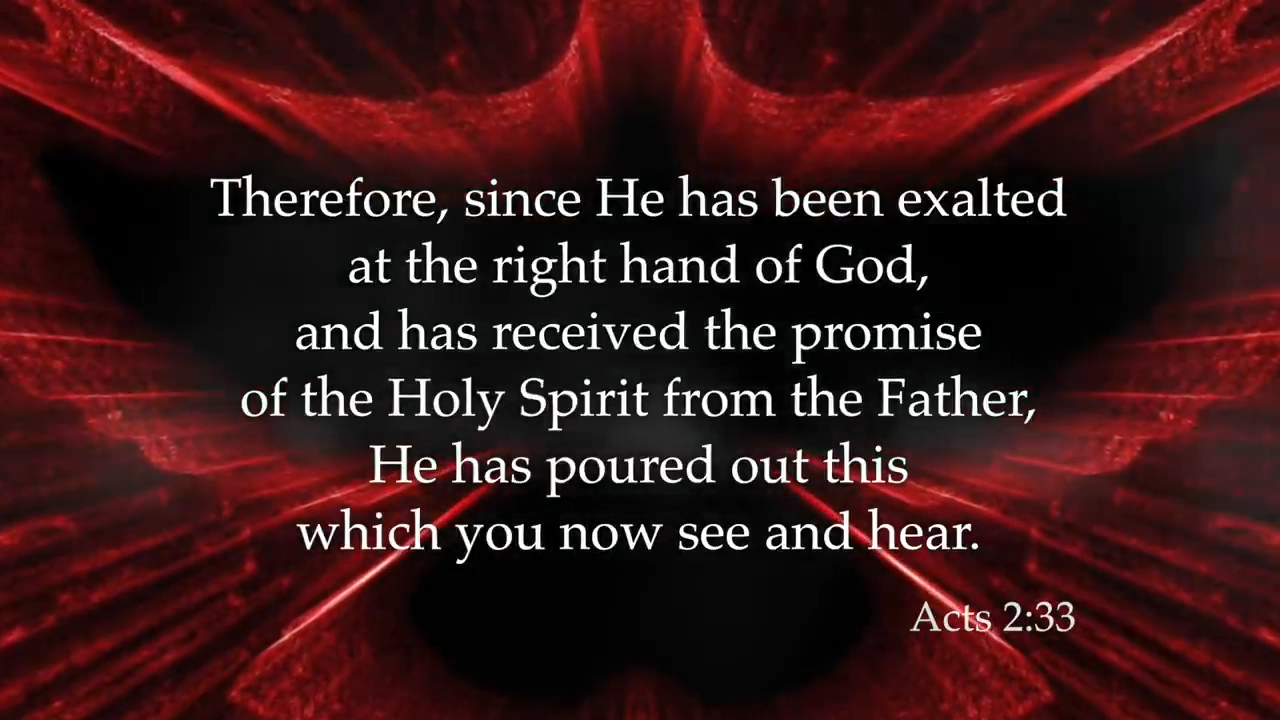 Therefore, since He has been exalted
at the right hand of God,
and has received the promise
of the Holy Spirit from the Father,
He has poured out this
which you now see and hear.
Acts 2:33